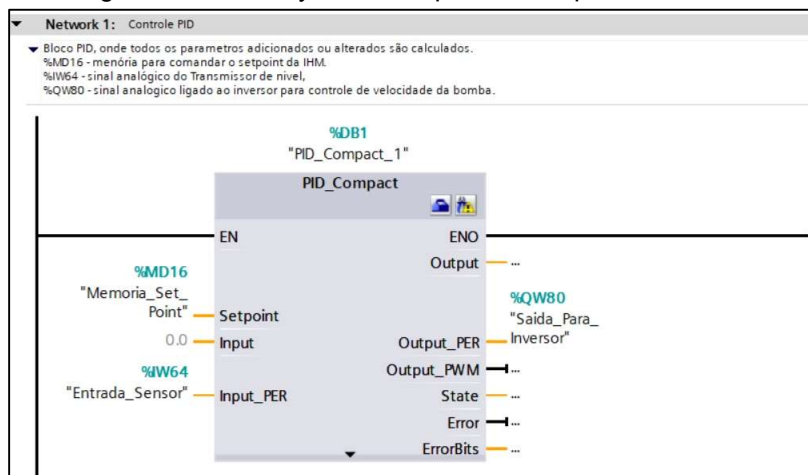 Network 1: Controle PID
Bloco PID, onde todos os parametros adicionados ou alterados são calculados.
%MD16 - menória para comandar o setpoint da IHM.
%IW64 - sinal analógico do Transmissor de nivel,
%QW80 - sinal analogico ligado ao inversor para controle de velocidade da bomba.
%DB1
"PID_Compact_1"
PID_Compact
EN
ENO
Output
...
%MD16
"Memoria_Set_
Point"
Setpoint
%QW80
"Saida_Para_
Inversor"
0.0
Input
Output_PER
Output_PWM
...
%IW64
"Entrada_Sensor"
Input_PER
State
...
Error
...
ErrorBits
...